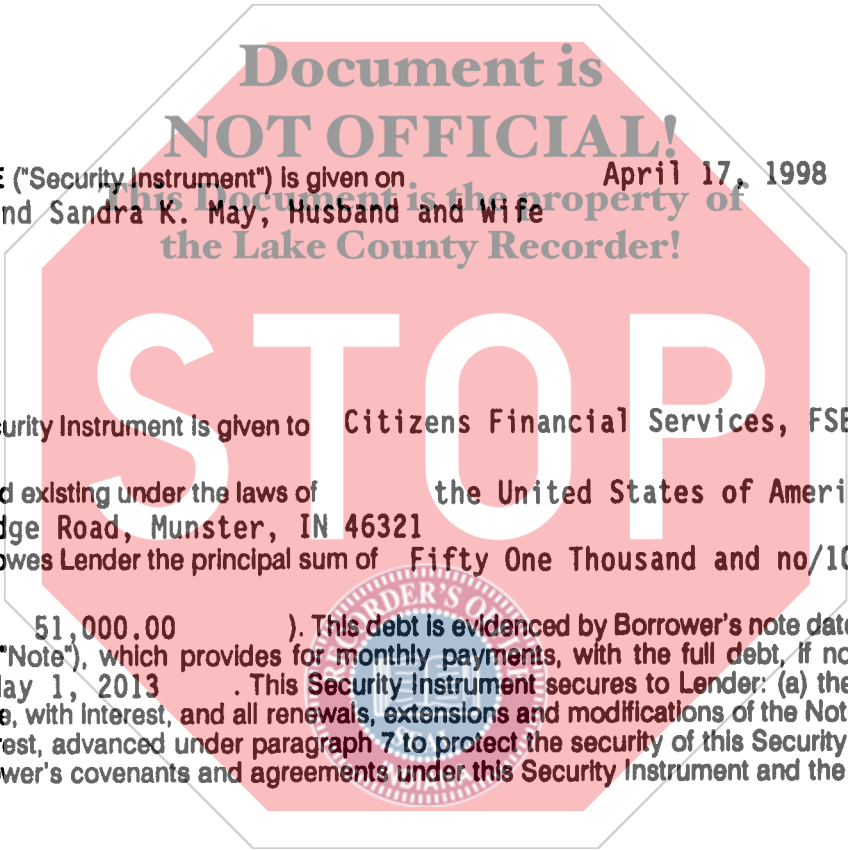 Document is
NOT OFFICIAL!
("Security Instrument") is given on April 17, 1998
This Document is the property of
nd Sandra K. May, Husband and Wife
the Lake County Recorder!
STOP
curity Instrument is given to Citizens Financial Services, FSB
d existing under the laws of the United States of Ameri
dge Road, Munster, IN 46321
owes Lender the principal sum of Fifty One Thousand and no/10
51,000.00 ). This debt is evidenced by Borrower's note date
"Note"), which provides for monthly payments, with the full debt, if no
May 1, 2013 . This Security Instrument secures to Lender: (a) the
e, with interest, and all renewals, extensions and modifications of the Not
rest, advanced under paragraph 7 to protect the security of this Security
wer's covenants and agreements under this Security Instrument and the
RECORDER'S OFFICE
SEAL
INDIANA